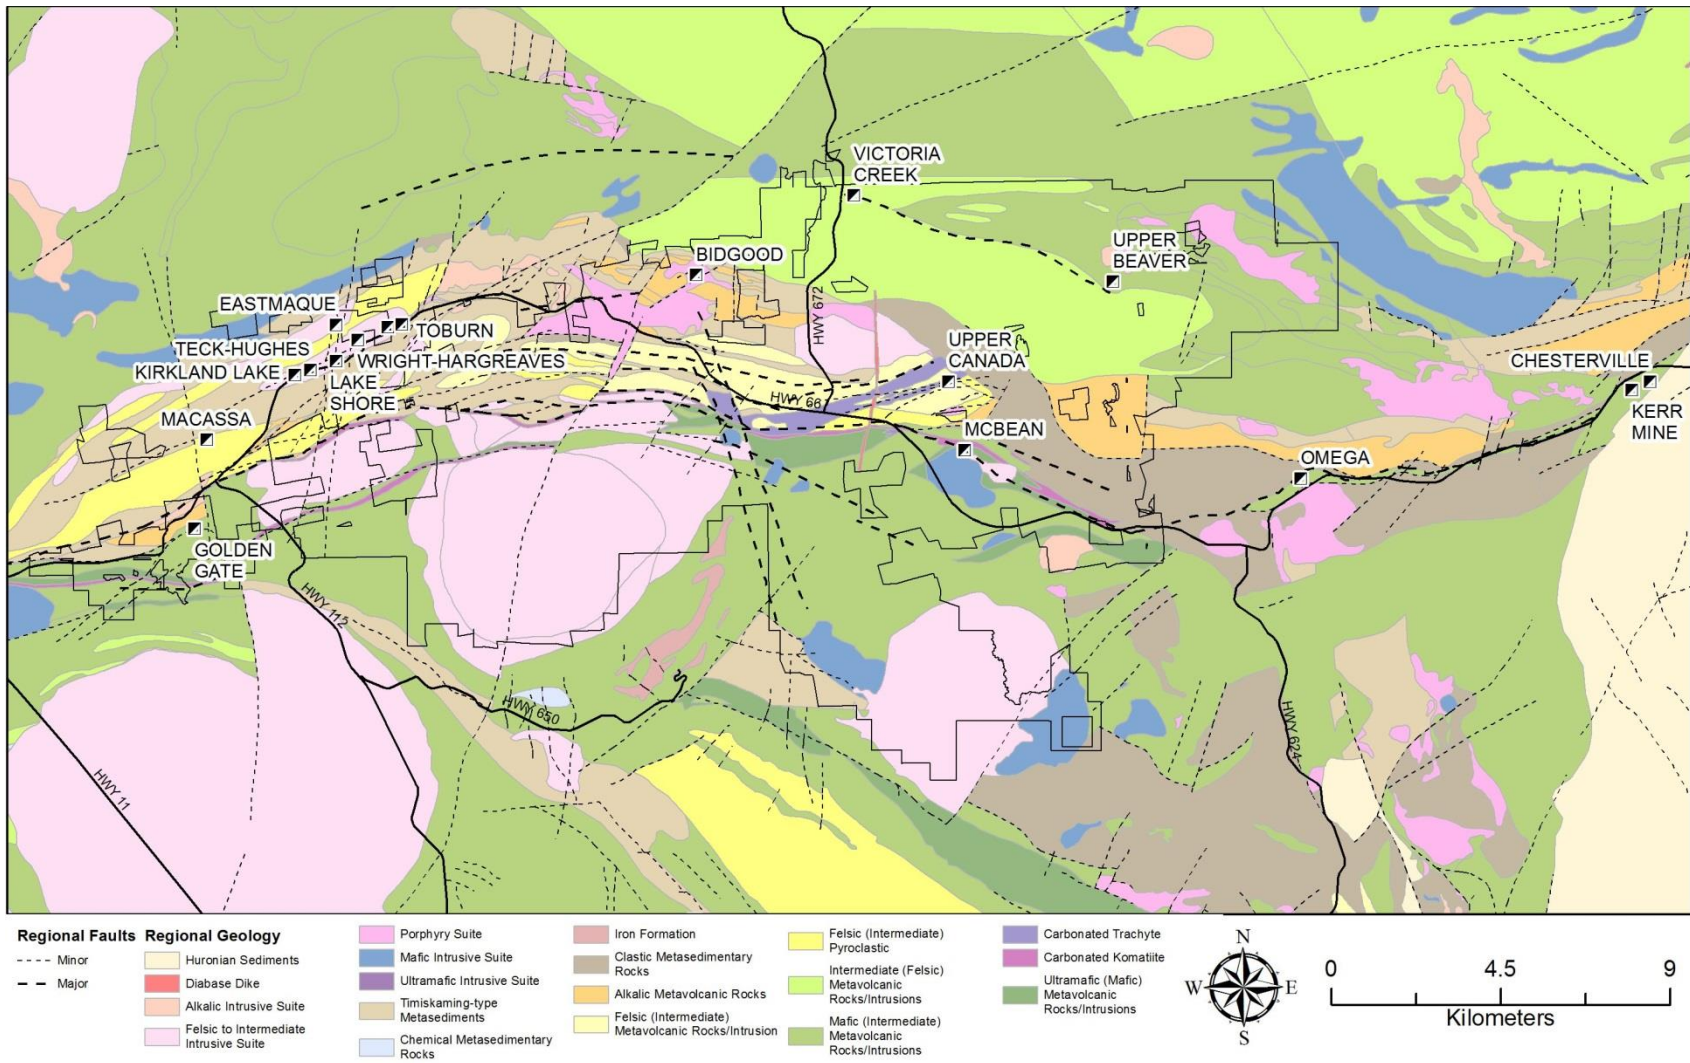 VICTORIA
CREEK
BIDGOOD
UPPER
BEAVER
EASTMAQUE
TOBURN
TECK-HUGHES
WRIGHT-HARGREAVES
KIRKLAND LAKE
LAKE
SHORE
MACASSA
HWY 672
UPPER
CANADA
HWY 66
MCBEAN
CHESTERVILLE
KERR
MINE
OMEGA
GOLDEN
GATE
HWY 112
HWY 650
HWY 624
HWY 11
Regional Faults
Minor
Major
Regional Geology
Huronian Sediments
Diabase Dike
Alkalic Intrusive Suite
Felsic to Intermediate
Intrusive Suite
Porphyry Suite
Mafic Intrusive Suite
Ultramafic Intrusive Suite
Timiskaming-type
Metasediments
Chemical Metasedimentary
Rocks
Iron Formation
Clastic Metasedimentary
Rocks
Alkalic Metavolcanic Rocks
Felsic (Intermediate)
Metavolcanic Rocks/Intrusion
Felsic (Intermediate)
Pyroclastic
Intermediate (Felsic)
Metavolcanic
Rocks/Intrusions
Mafic (Intermediate)
Metavolcanic
Rocks/Intrusions
Carbonated Trachyte
Carbonated Komatiite
Ultramafic (Mafic)
Metavolcanic
Rocks/Intrusions
N
W E
S
0 4.5 9
Kilometers